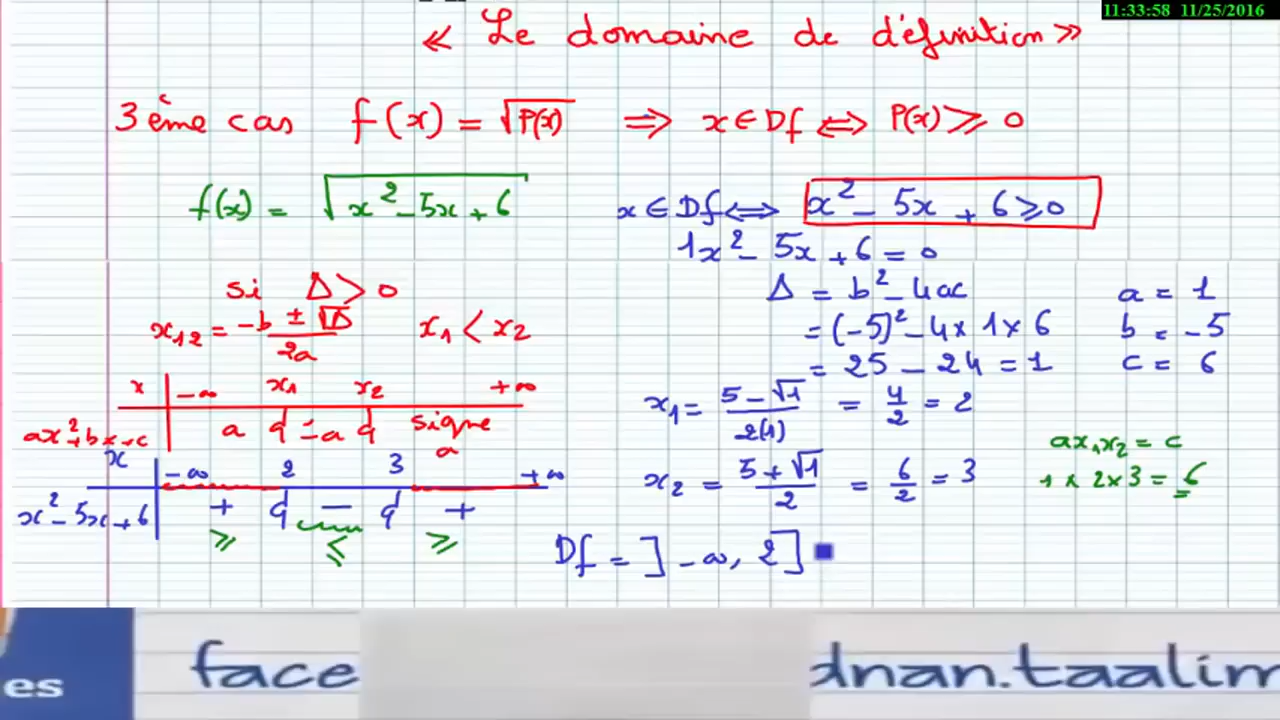 11:33:58 11/25/2016
« Le domaine de définition »
3ème cas f(x) = √P(x) ⇒ x ∈ Df ⇔ P(x) ⩾ 0
f(x) = √x² - 5x + 6
x ∈ Df ⇔ x² - 5x + 6 ⩾ 0
1x² - 5x + 6 = 0
si Δ > 0
x₁₂ = -b ± √Δ / 2a x₁ < x₂
x -∞ x₁ x₂ +∞
ax² + bx + c a 0 -a 0 signe a
x -∞ 2 3 +∞
x² - 5x + 6 + 0 - 0 +
⩾ ⩽ ⩾
Δ = b² - 4ac
= (-5)² - 4 × 1 × 6
= 25 - 24 = 1
a = 1
b = -5
c = 6
x₁ = 5 - √1 / 2(1) = 4/2 = 2
x₂ = 5 + √1 / 2 = 6/2 = 3
ax₁x₂ = c
1 × 2 × 3 = 6
Df = ]-∞, 2]
es
face
dnan.taalim